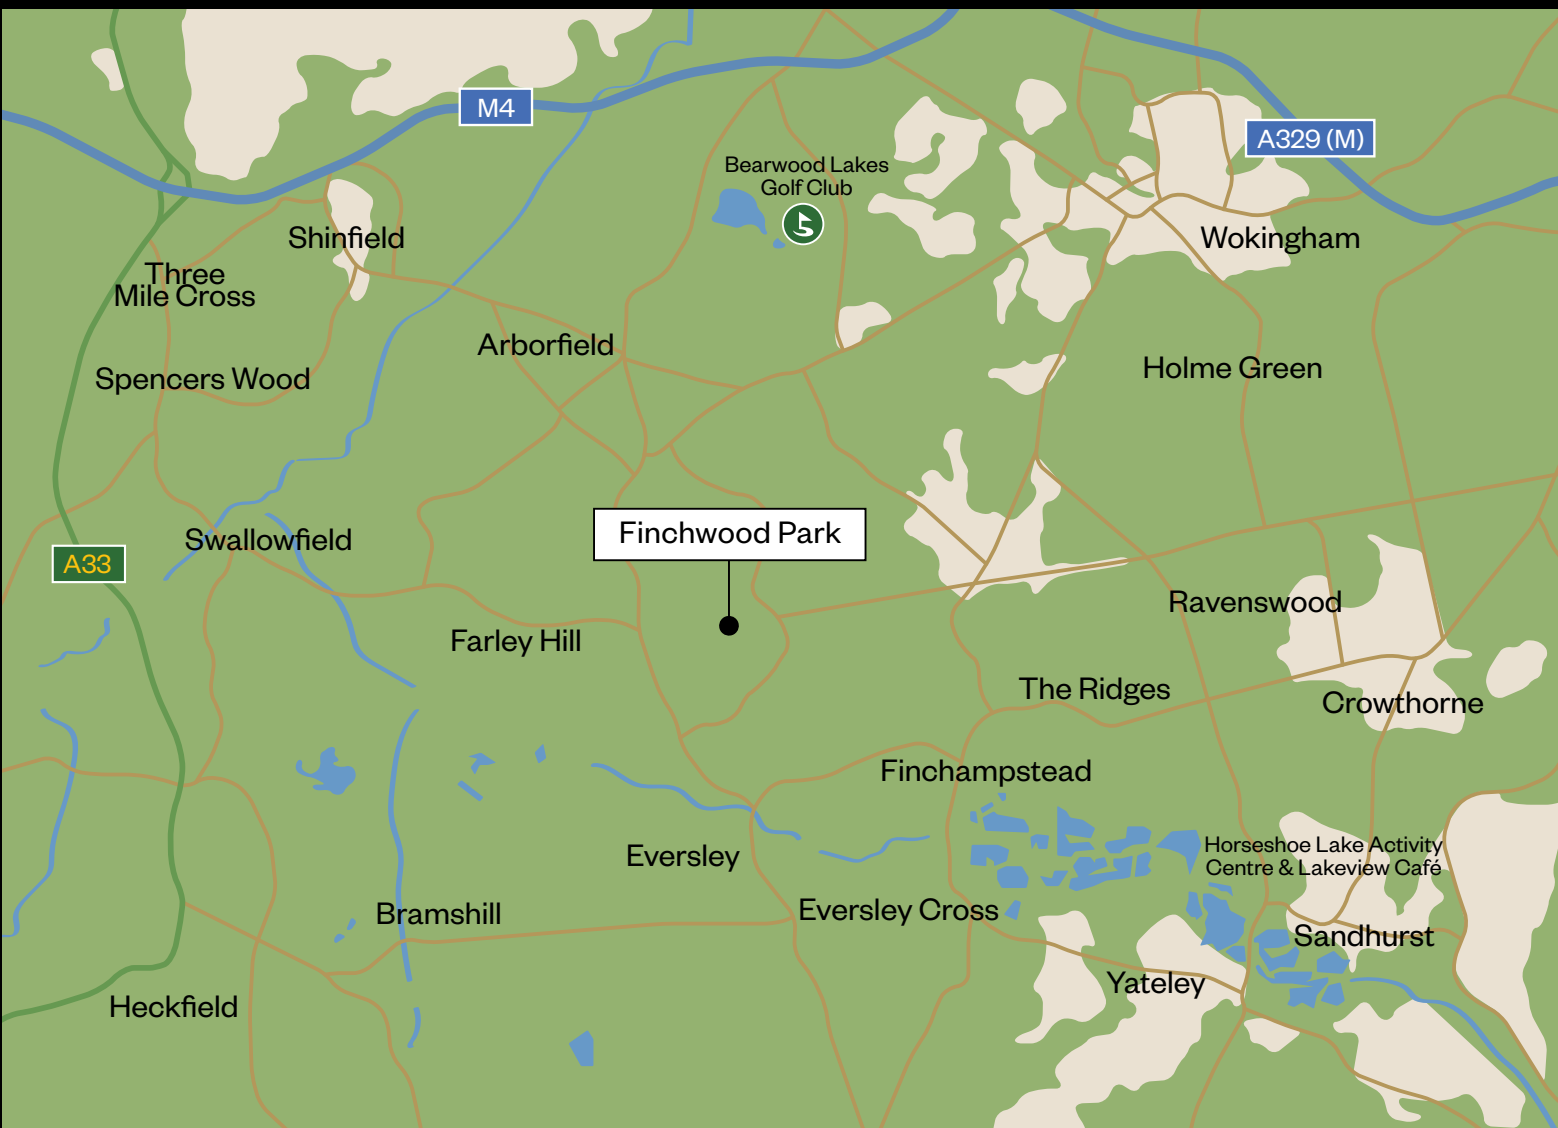 M4
A329 (M)
Bearwood Lakes
Golf Club
Shinfield
Wokingham
Three
Mile Cross
Arborfield
Holme Green
Spencers Wood
Finchwood Park
Swallowfield
A33
Ravenswood
Farley Hill
The Ridges
Crowthorne
Finchampstead
Horseshoe Lake Activity
Centre & Lakeview Café
Eversley
Eversley Cross
Bramshill
Sandhurst
Yateley
Heckfield